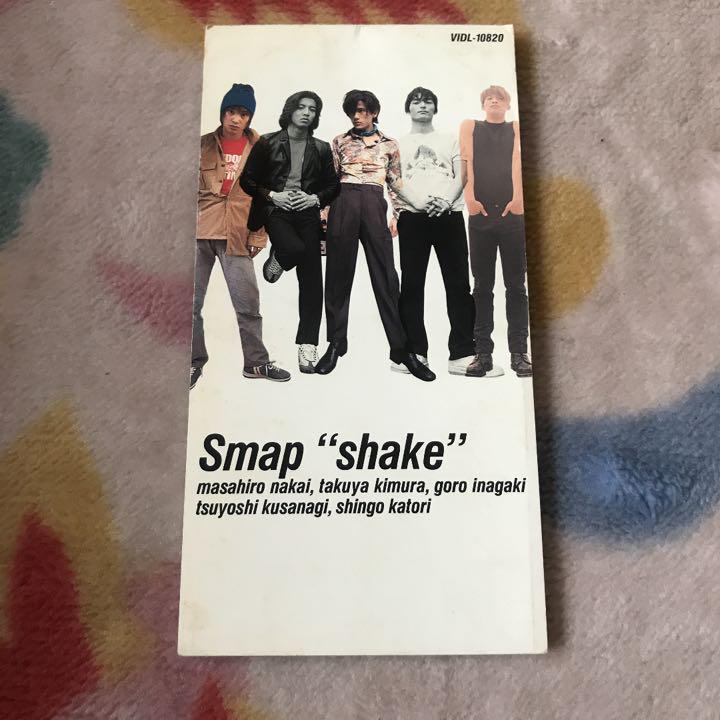 VIDL-10820
Smap “shake”
masahiro nakai, takuya kimura, goro inagaki
tsuyoshi kusanagi, shingo katori